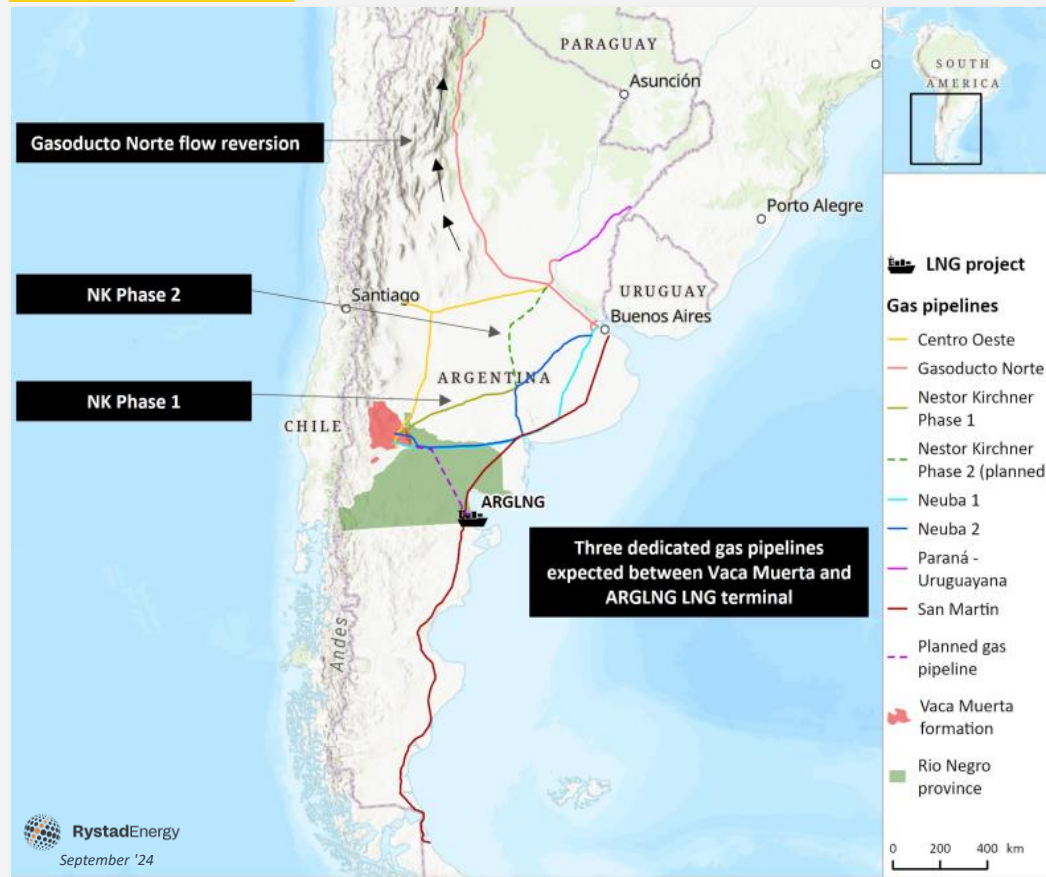 PARAGUAY
Asunción
Gasoducto Norte flow reversion
Porto Alegre
NK Phase 2
Santiago
URUGUAY
Buenos Aires
NK Phase 1
ARGENTINA
CHILE
ARGLNG
Three dedicated gas pipelines
expected between Vaca Muerta and
ARGLNG LNG terminal
Andes
RystadEnergy
September '24
SOUTH
AMERICA
LNG project
Gas pipelines
Centro Oeste
Gasoducto Norte
Nestor Kirchner
Phase 1
Nestor Kirchner
Phase 2 (planned
Neuba 1
Neuba 2
Paraná -
Uruguayana
San Martin
Planned gas
pipeline
Vaca Muerta
formation
Rio Negro
province
0 200 400 km